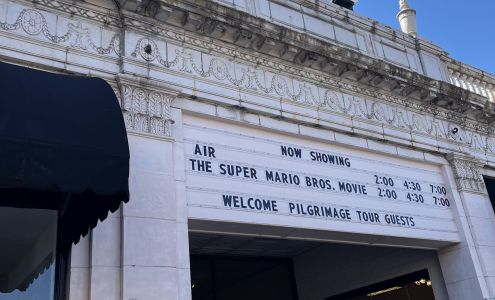 NOW SHOWING
AIR 2:00 4:30 7:00
THE SUPER MARIO BROS. MOVIE 2:00 4:30 7:00
WELCOME PILGRIMAGE TOUR GUESTS